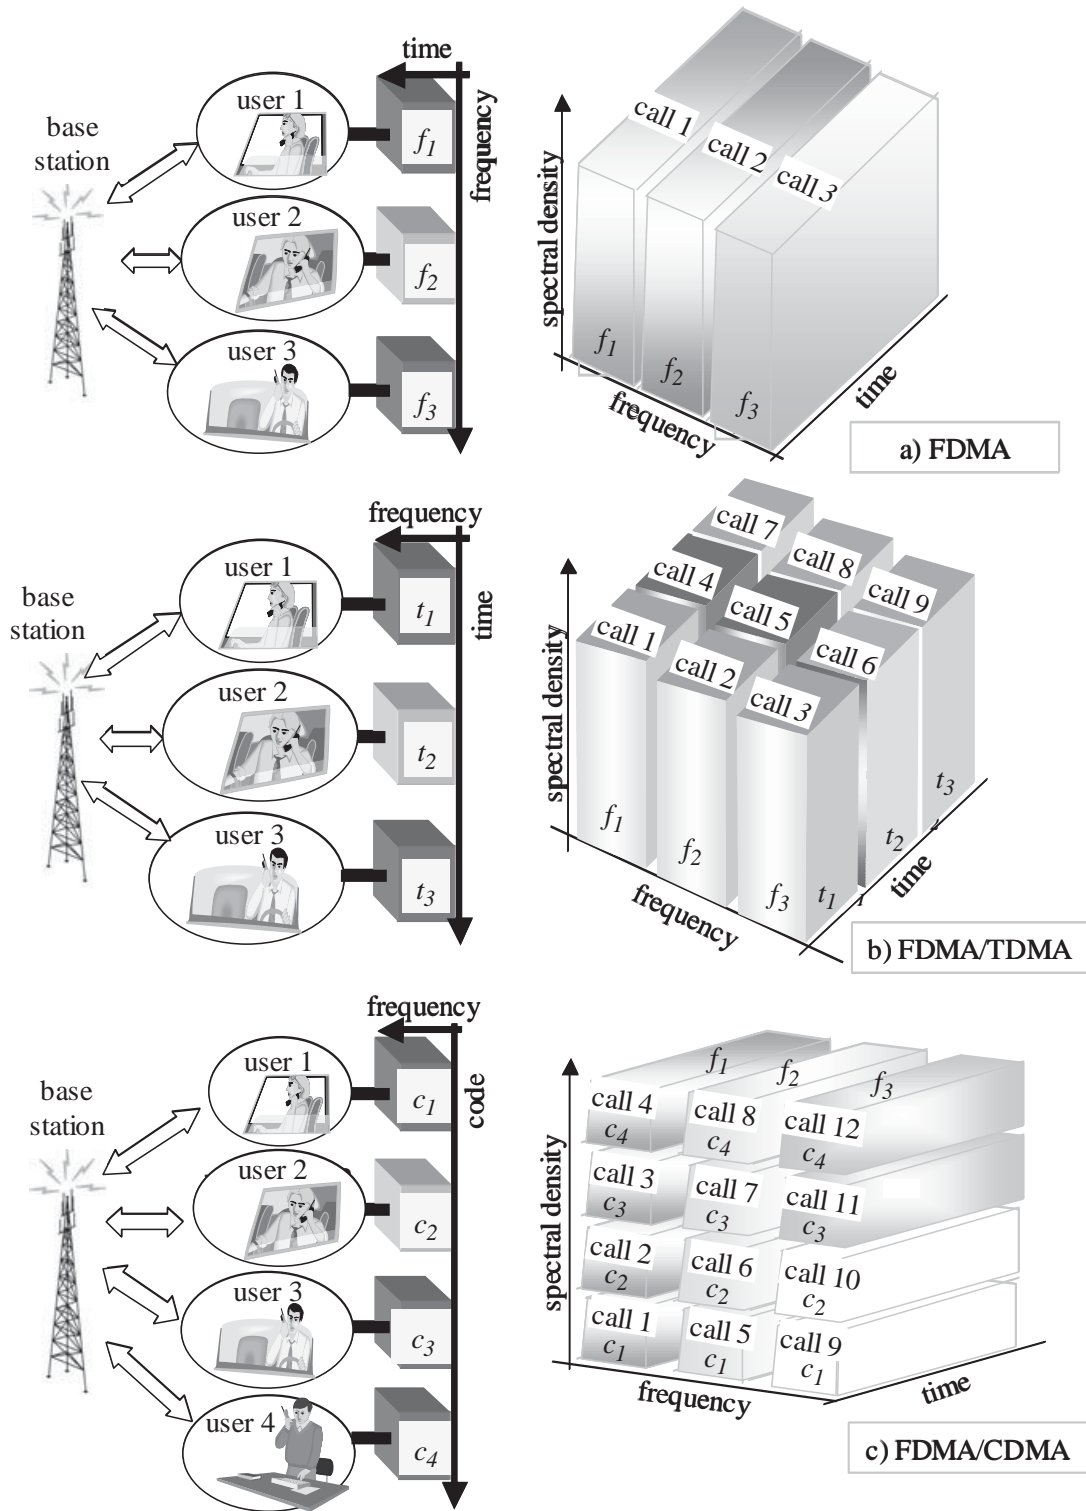 time
user 1
f1
frequency
base
station
user 2
f2
user 3
f3
spectral density
call 1
call 2
call 3
f1
f2
f3
frequency
time
a) FDMA
frequency
user 1
t1
time
base
station
user 2
t2
user 3
t3
spectral density
call 7
call 8
call 9
call 4
call 5
call 6
call 1
call 2
call 3
f1
f2
f3
t1
t2
t3
frequency
time
b) FDMA/TDMA
frequency
user 1
c1
code
base
station
user 2
c2
user 3
c3
user 4
c4
spectral density
f1
f2
f3
call 4
c4
call 8
c4
call 12
c4
call 3
c3
call 7
c3
call 11
c3
call 2
c2
call 6
c2
call 10
c2
call 1
c1
call 5
c1
call 9
c1
frequency
time
c) FDMA/CDMA